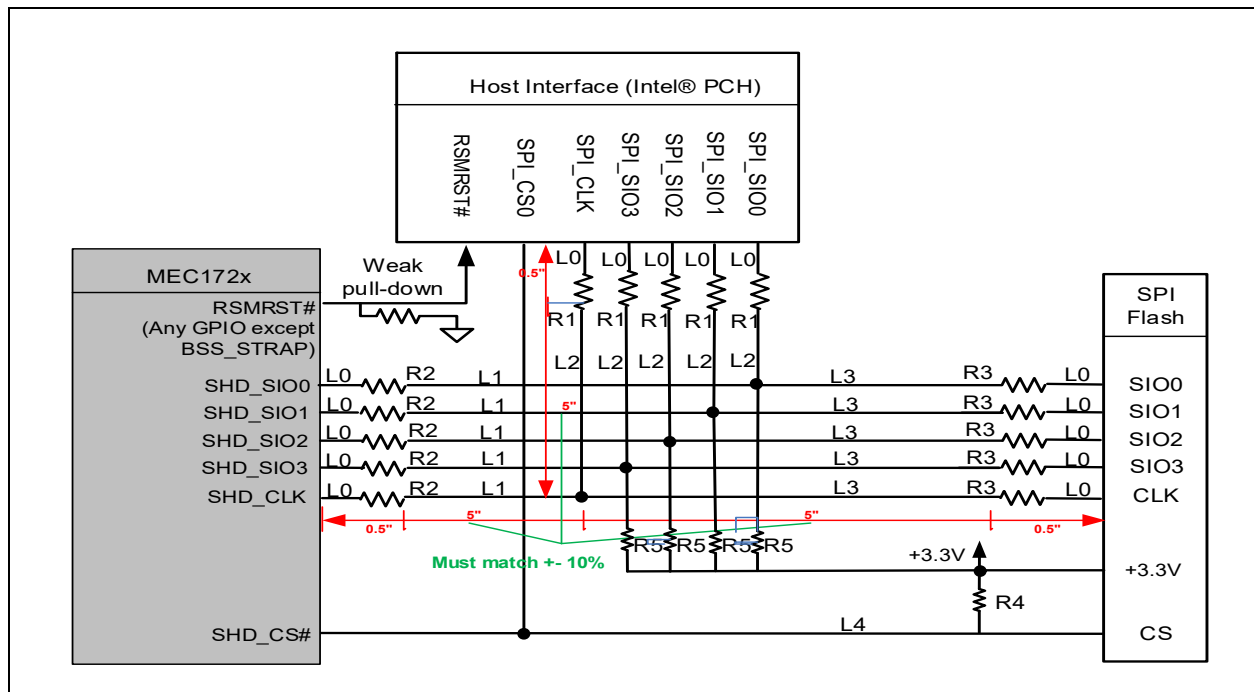 Host Interface (Intel® PCH)
RSMRST#
SPI_CS0
SPI_CLK
SPI_SIO3
SPI_SIO2
SPI_SIO1
SPI_SIO0
L0 L0 L0 L0 L0
0.5"
R1 R1 R1 R1 R1
L2 L2 L2 L2 L2
Weak
pull-down
MEC172x
RSMRST#
(Any GPIO except
BSS_STRAP)
SPI
Flash
SHD_SIO0 L0 R2 L1 L3 R3 L0 SIO0
5"
SHD_SIO1 L0 R2 L1 L3 R3 L0 SIO1
SHD_SIO2 L0 R2 L1 L3 R3 L0 SIO2
SHD_SIO3 L0 R2 L1 L3 R3 L0 SIO3
SHD_CLK L0 R2 L1 L3 R3 L0 CLK
0.5" 5" 5" 0.5"
R5 R5 R5 R5
Must match +- 10%
+3.3V
+3.3V
R4
SHD_CS# L4 CS